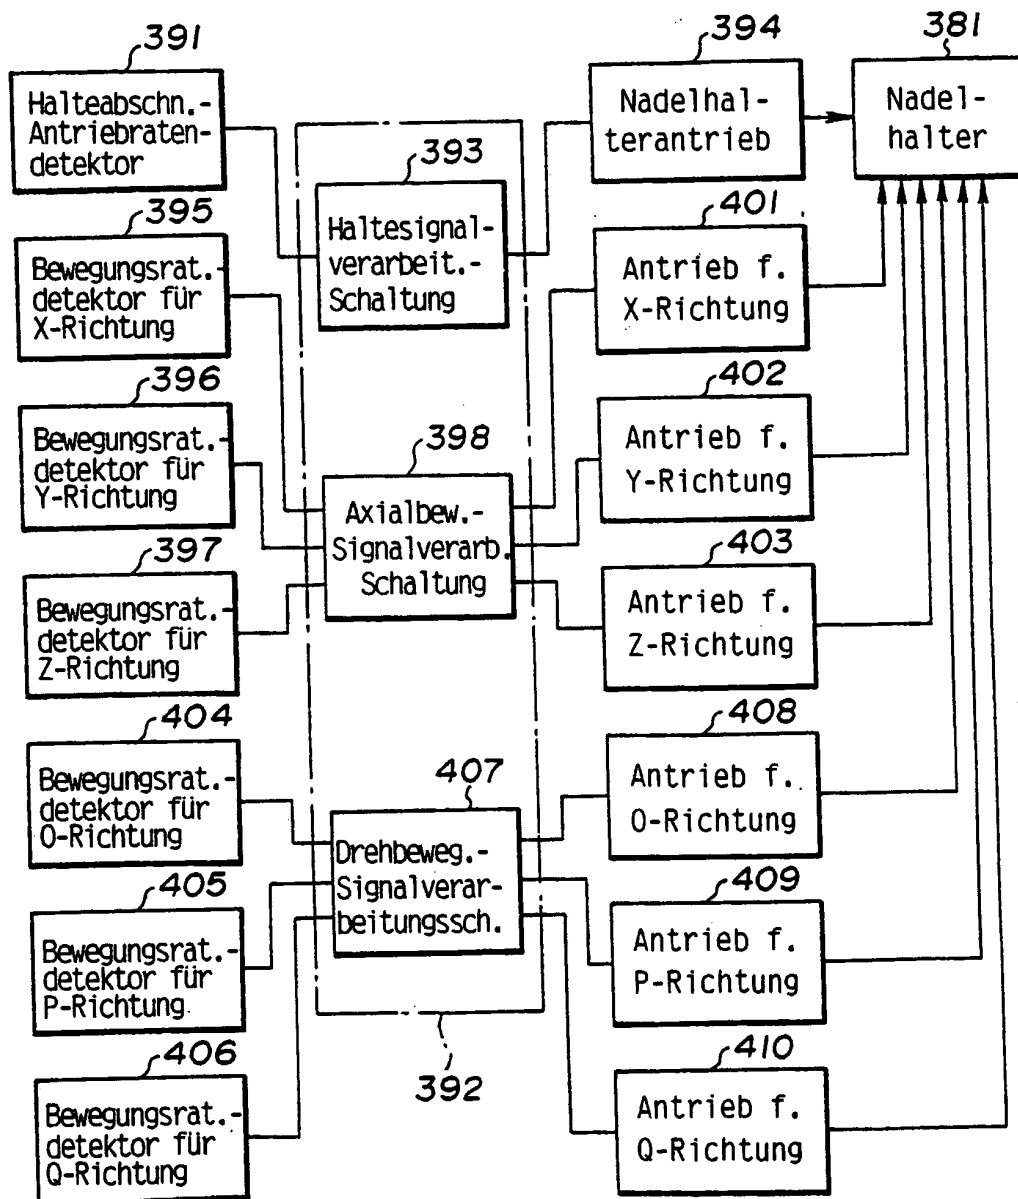 391
Halteabschn.-
Antriebraten-
detektor
393
Haltesignal-
verarbeit.-
Schaltung
394
Nadelhal-
terantrieb
381
Nadel-
halter
395
Bewegungsrat.-
detektor für
X-Richtung
401
Antrieb f.
X-Richtung
396
Bewegungsrat.-
detektor für
Y-Richtung
398
Axialbew.-
Signalverarb.
Schaltung
402
Antrieb f.
Y-Richtung
397
Bewegungsrat.-
detektor für
Z-Richtung
403
Antrieb f.
Z-Richtung
404
Bewegungsrat.-
detektor für
O-Richtung
407
Drehbeweg.-
Signalverar-
beitungssch.
408
Antrieb f.
O-Richtung
405
Bewegungsrat.-
detektor für
P-Richtung
409
Antrieb f.
P-Richtung
406
Bewegungsrat.-
detektor für
Q-Richtung
392
410
Antrieb f.
Q-Richtung